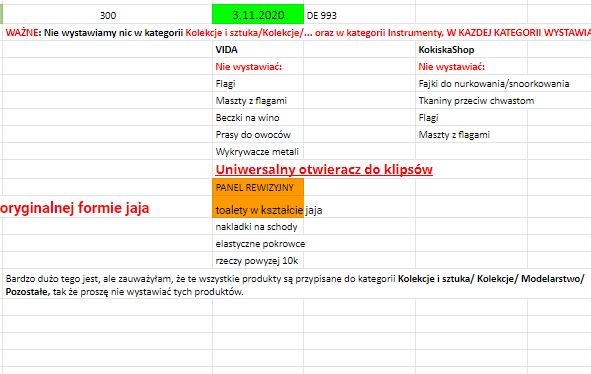 300 3.11.2020 DE 993
WAŻNE: Nie wystawiamy nic w kategorii Kolekcje i sztuka/Kolekcje/... oraz w kategorii Instrumenty, W KAZDEJ KATEGORII WYSTAWIA
VIDA KokiskaShop
Nie wystawiać: Nie wystawiać:
Flagi Fajki do nurkowania/snoorkowania
Maszty z flagami Tkaniny przeciw chwastom
Beczki na wino Flagi
Prasy do owoców Maszty z flagami
Wykrywacze metali
Uniwersalny otwieracz do klipsów
PANEL REWIZYJNY
oryginalnej formie jaja toalety w kształcie jaja
nakladki na schody
elastyczne pokrowce
rzeczy powyzej 10k
Bardzo dużo tego jest, ale zauważyłam, że te wszystkie produkty są przypisane do kategorii Kolekcje i sztuka/ Kolekcje/ Modelarstwo/
Pozostałe, tak że proszę nie wystawiać tych produktów.